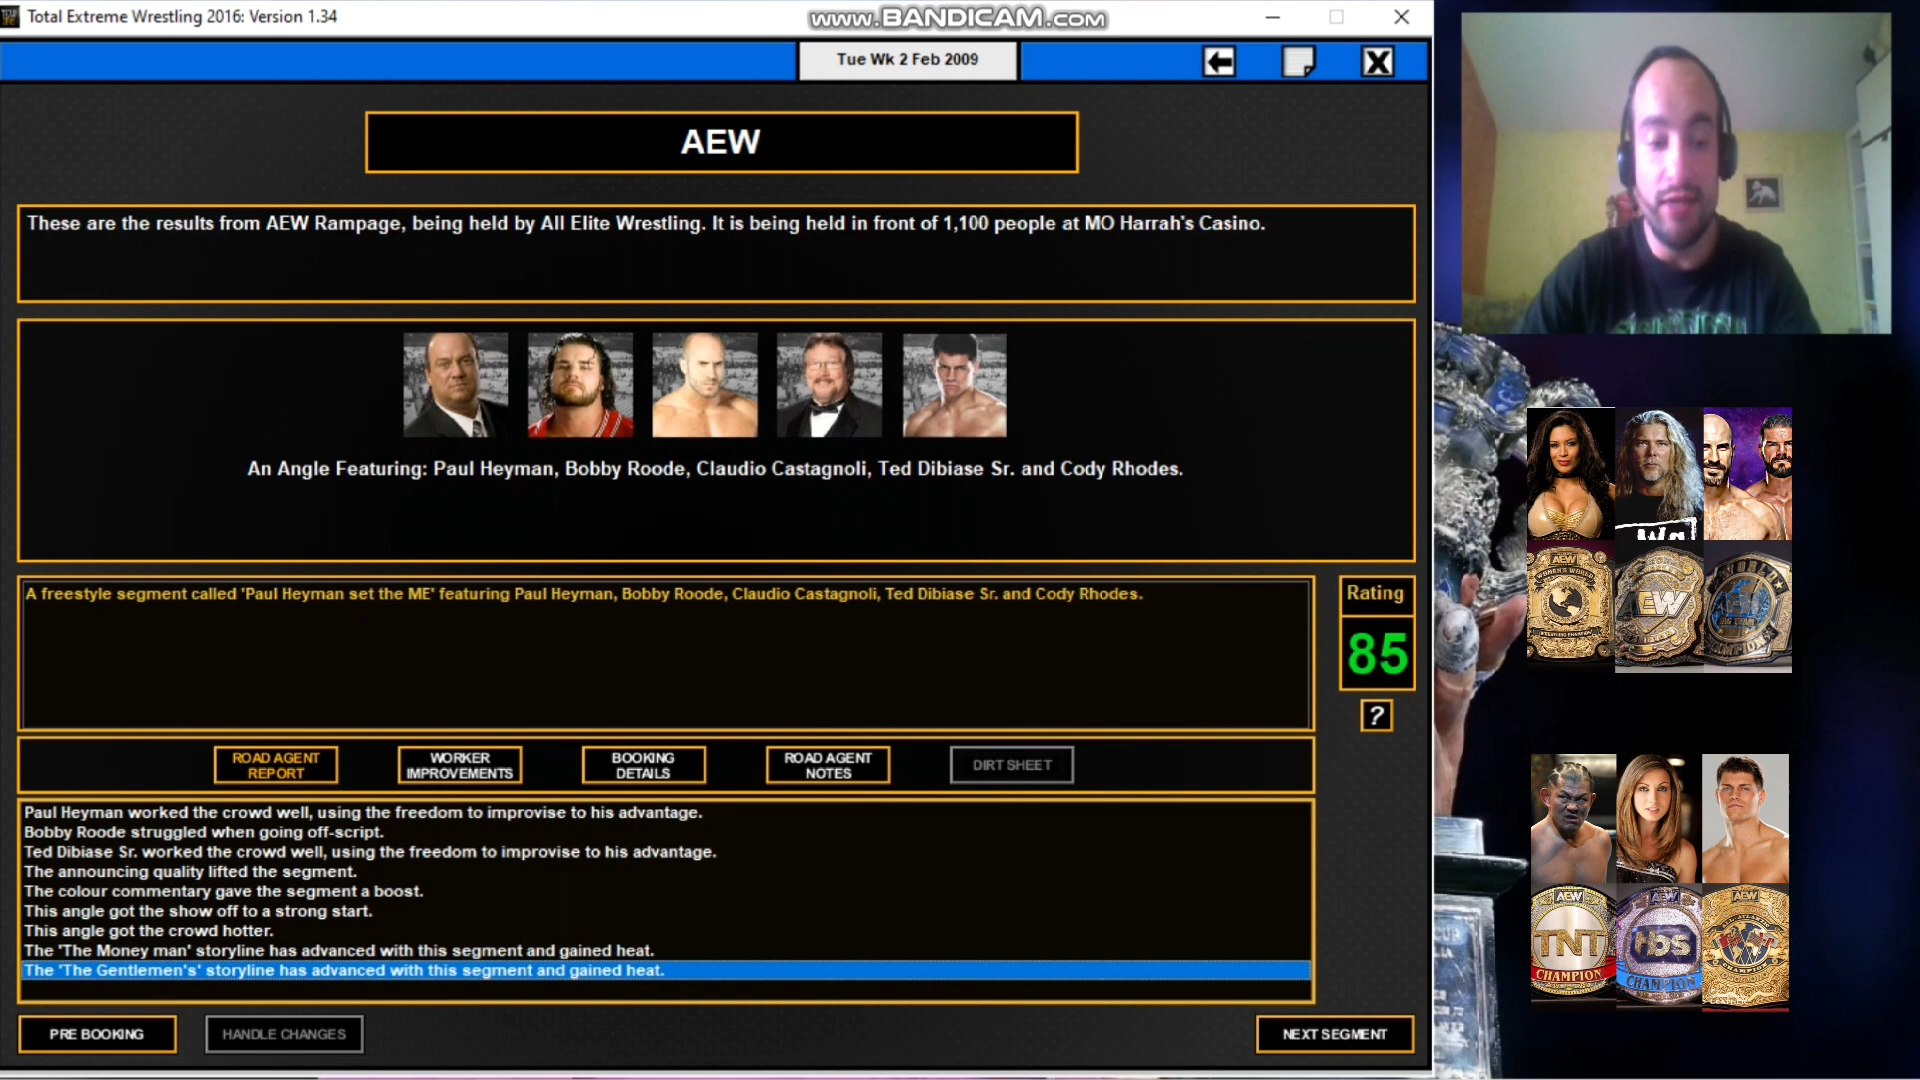 Total Extreme Wrestling 2016: Version 1.34
www.BANDICAM.com
Tue Wk 2 Feb 2009
AEW
These are the results from AEW Rampage, being held by All Elite Wrestling. It is being held in front of 1,100 people at MO Harrah's Casino.
An Angle Featuring: Paul Heyman, Bobby Roode, Claudio Castagnoli, Ted Dibiase Sr. and Cody Rhodes.
A freestyle segment called 'Paul Heyman set the ME' featuring Paul Heyman, Bobby Roode, Claudio Castagnoli, Ted Dibiase Sr. and Cody Rhodes.
Rating
85
?
ROAD AGENT
REPORT
WORKER
IMPROVEMENTS
BOOKING
DETAILS
ROAD AGENT
NOTES
DIRT SHEET
Paul Heyman worked the crowd well, using the freedom to improvise to his advantage.
Bobby Roode struggled when going off-script.
Ted Dibiase Sr. worked the crowd well, using the freedom to improvise to his advantage.
The announcing quality lifted the segment.
The colour commentary gave the segment a boost.
This angle got the show off to a strong start.
This angle got the crowd hotter.
The 'The Money man' storyline has advanced with this segment and gained heat.
The 'The Gentlemen's' storyline has advanced with this segment and gained heat.
PRE BOOKING
HANDLE CHANGES
NEXT SEGMENT
AEW
WOMEN'S WORLD
AEW
WORLD
AEW
TNT
CHAMPION
AEW
tbs
CHAMPION
AEW